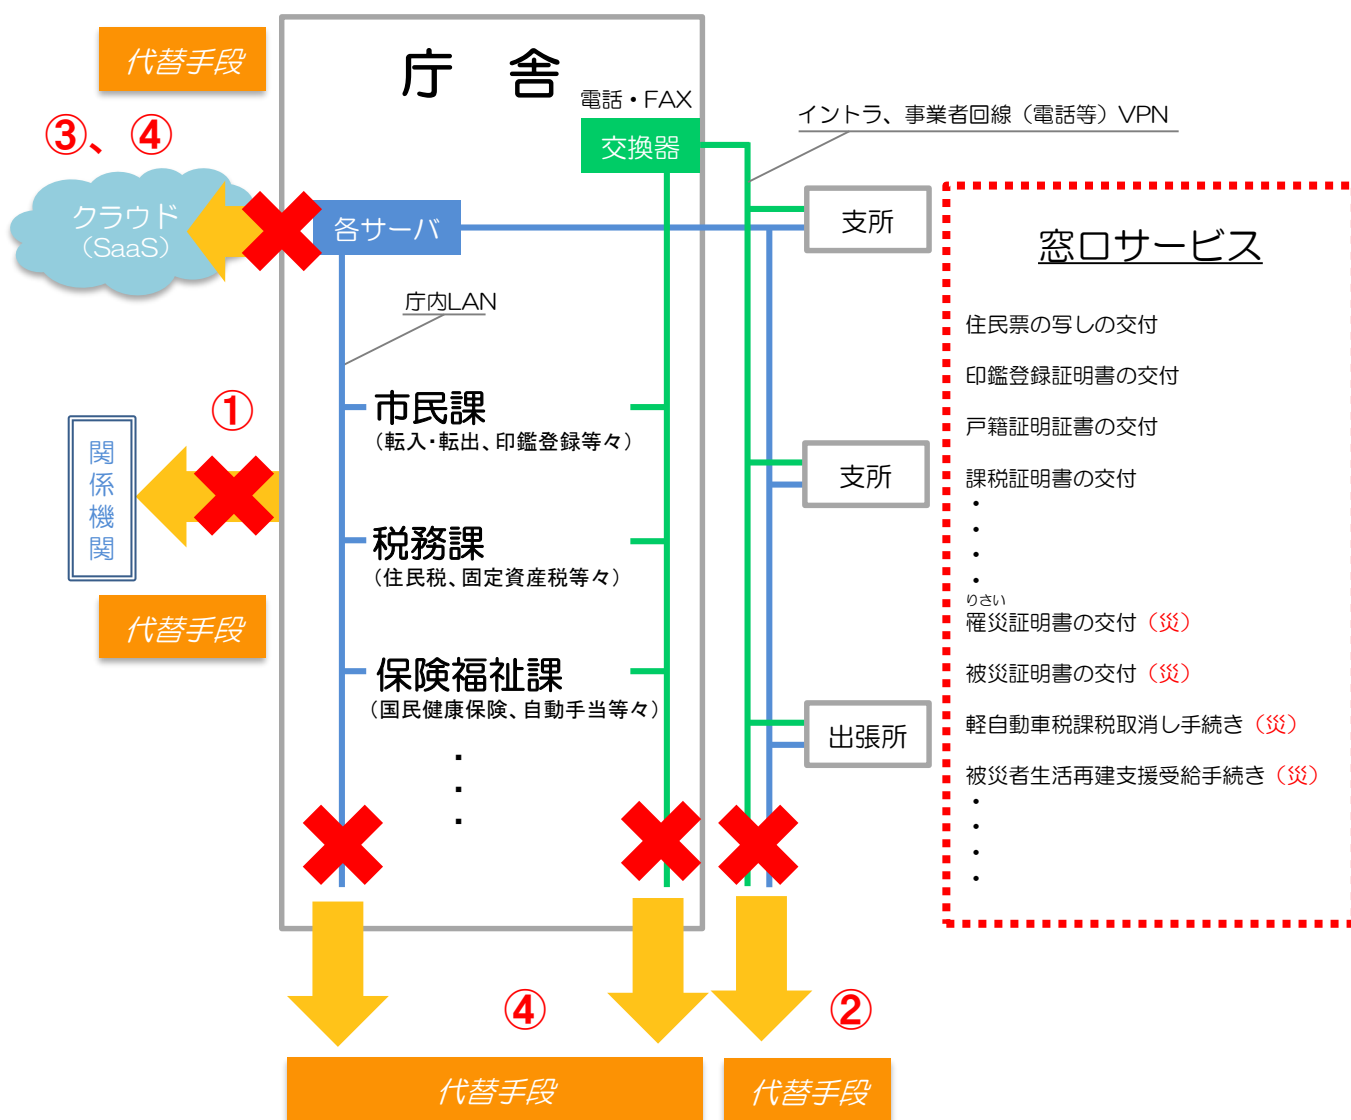 代替手段
庁 舎
電話・FAX
交換器
イントラ、事業者回線（電話等）VPN
③、④
クラウド
（SaaS）
各サーバ
支所
窓口サービス
庁内LAN
住民票の写しの交付
印鑑登録証明書の交付
戸籍証明証書の交付
課税証明書の交付
・
・
・
・
①
市民課
（転入・転出、印鑑登録等々）
関係機関
支所
税務課
（住民税、固定資産税等々）
代替手段
りさい
罹災証明書の交付（災）
被災証明書の交付（災）
軽自動車税課税取消し手続き（災）
被災者生活再建支援受給手続き（災）
・
・
・
・
保険福祉課
（国民健康保険、自動手当等々）
・
・
・
出張所
④
②
代替手段
代替手段